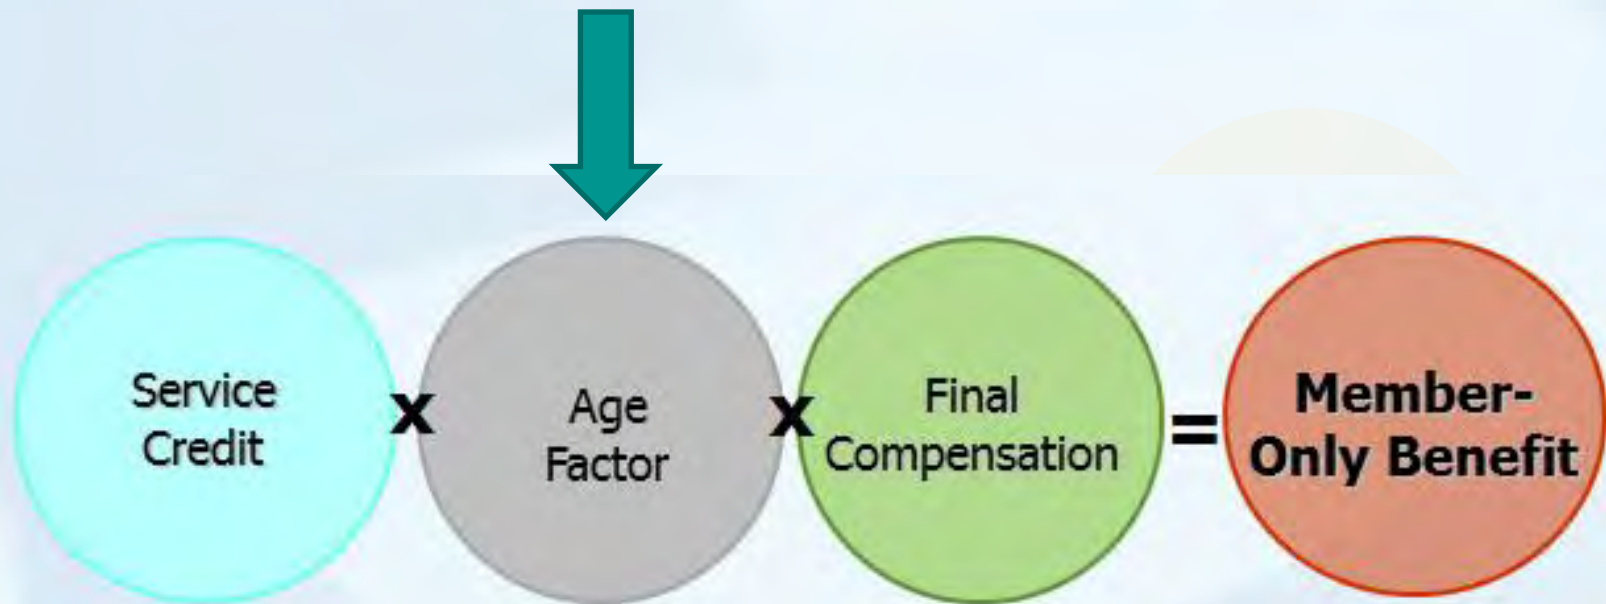 Service
Credit
x
Age
Factor
x
Final
Compensation
=
Member-
Only Benefit